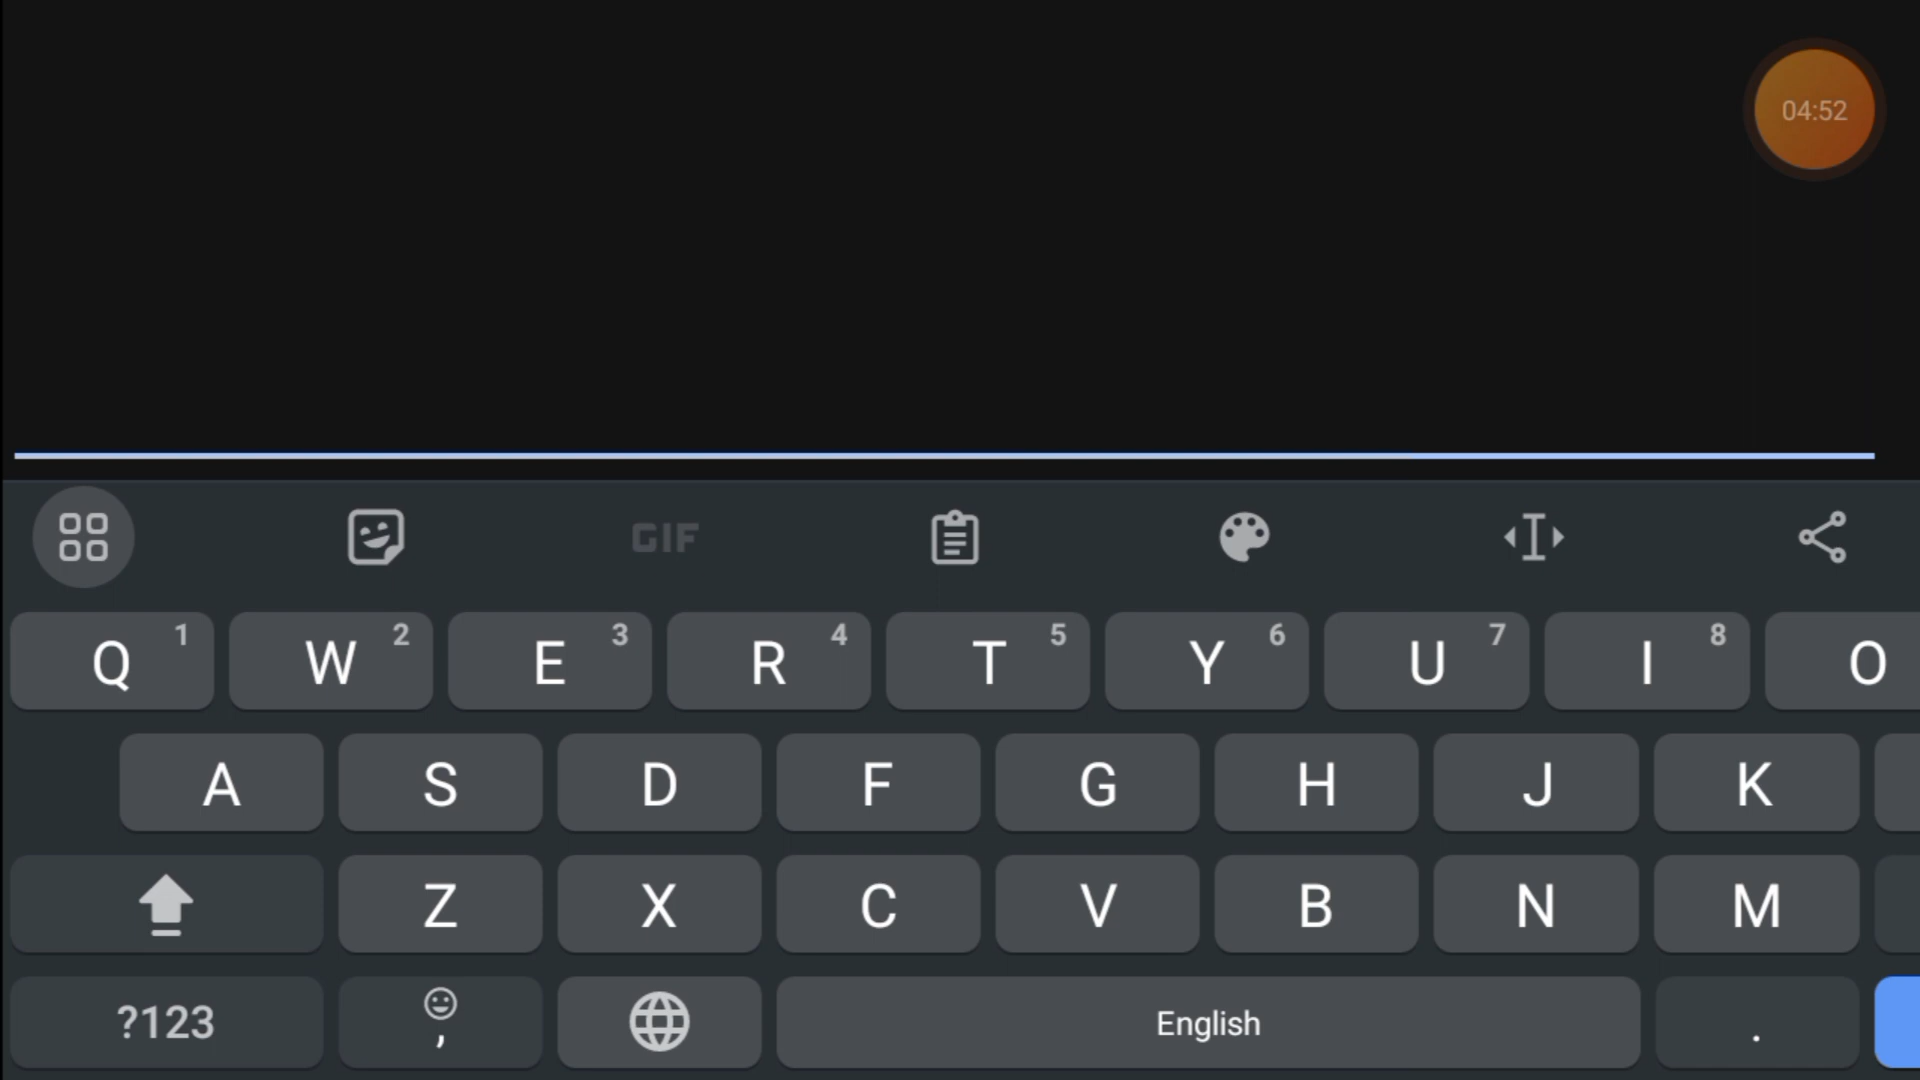 04:52
GIF
Q 1 W 2 E 3 R 4 T 5 Y 6 U 7 I 8 O
A S D F G H J K
Z X C V B N M
?123 , English .